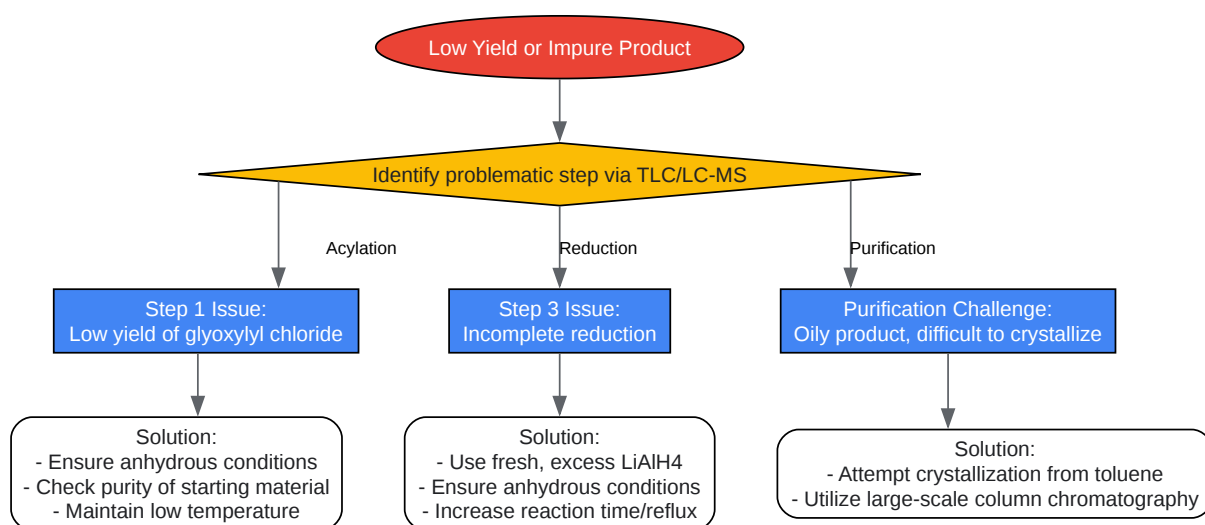 Low Yield or Impure Product
Identify problematic step via TLC/LC-MS
Acylation
Reduction
Purification
Step 1 Issue:
Low yield of glyoxylyl chloride
Step 3 Issue:
Incomplete reduction
Purification Challenge:
Oily product, difficult to crystallize
Solution:
- Ensure anhydrous conditions
- Check purity of starting material
- Maintain low temperature
Solution:
- Use fresh, excess LiAlH4
- Ensure anhydrous conditions
- Increase reaction time/reflux
Solution:
- Attempt crystallization from toluene
- Utilize large-scale column chromatography